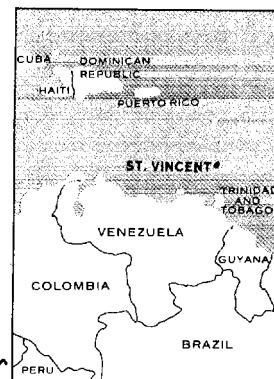 CUBA
DOMINICAN
REPUBLIC
HAITI
PUERTO RICO
ST. VINCENT
TRINIDAD
AND
TOBAGO
VENEZUELA
GUYANA
COLOMBIA
BRAZIL
PERU